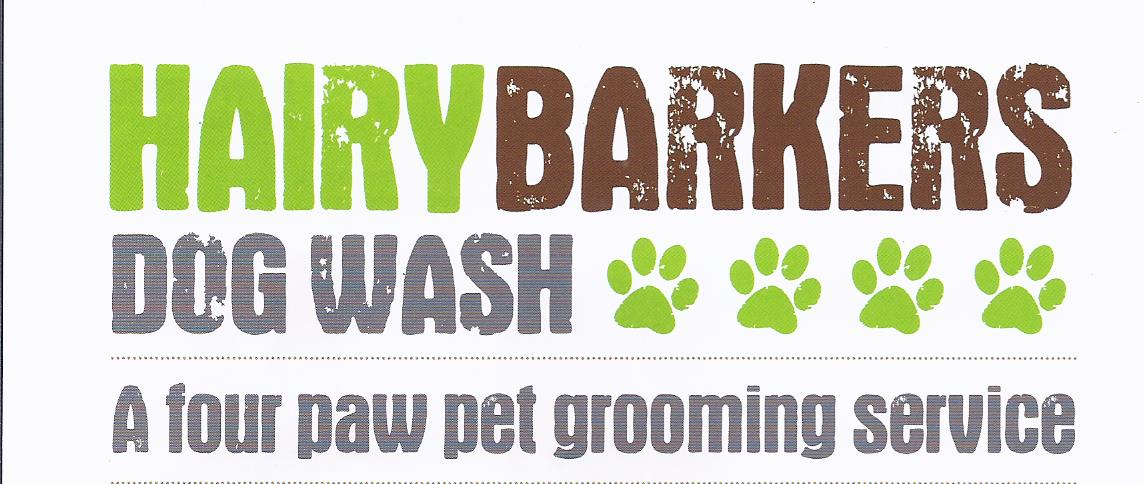 HAIRYBARKERS
DOG WASH
A four paw pet grooming service